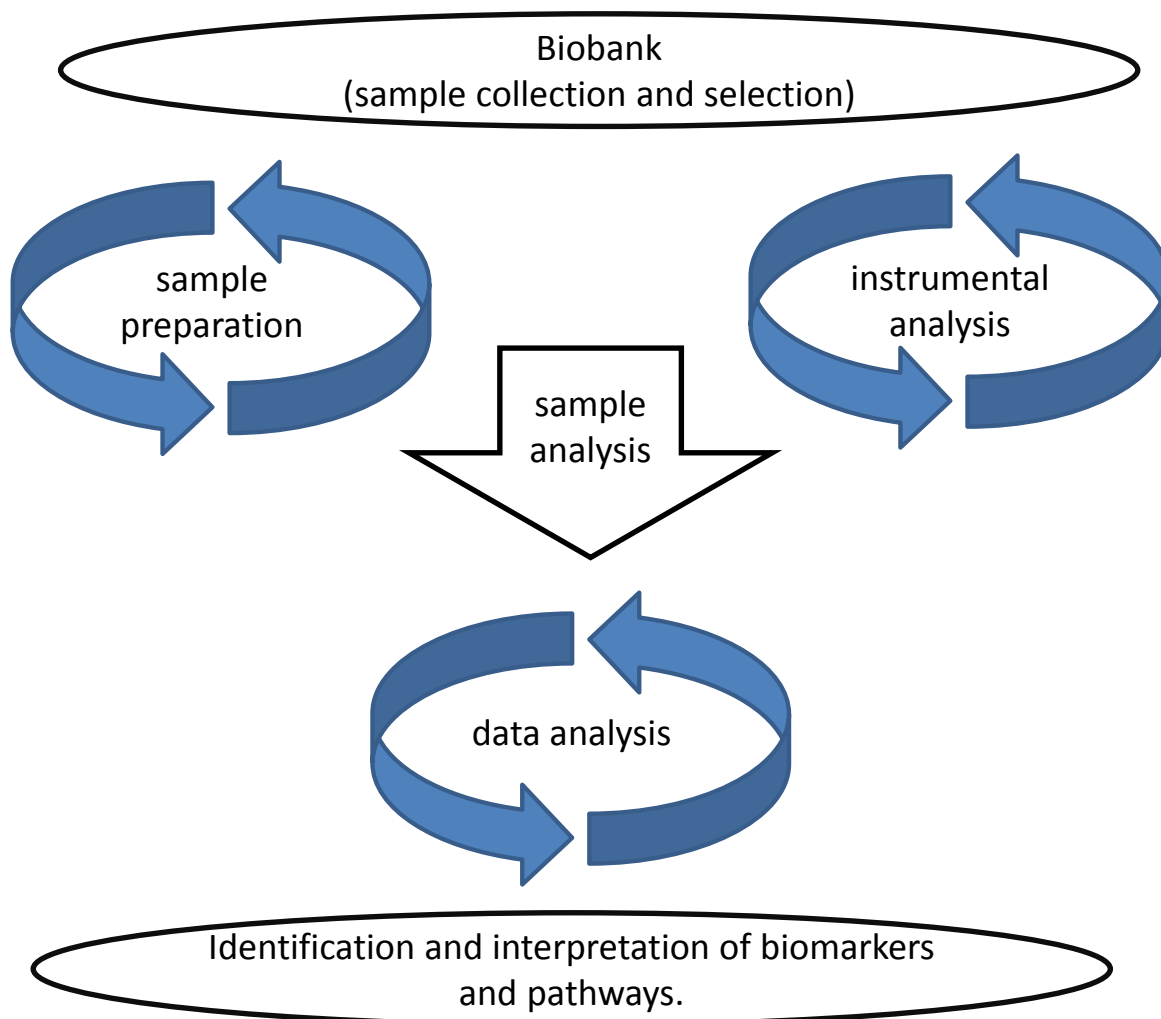 Biobank
(sample collection and selection)
sample
preparation
instrumental
analysis
sample
analysis
data analysis
Identification and interpretation of biomarkers
and pathways.